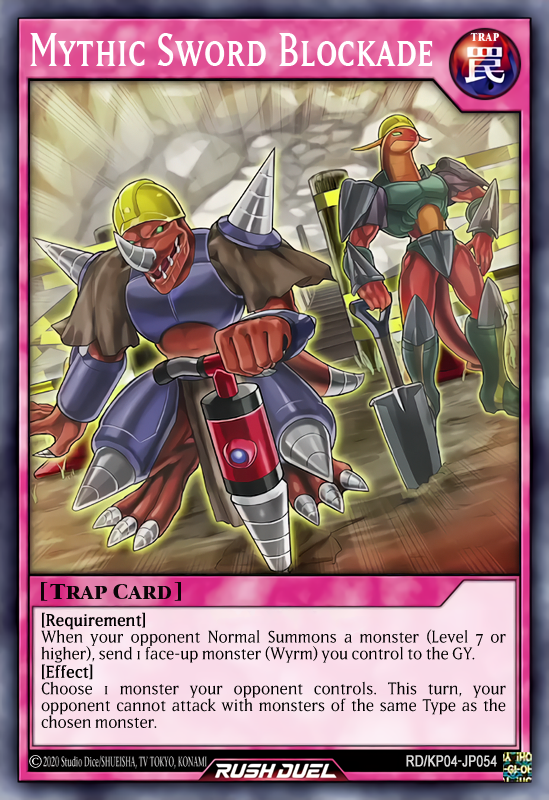 MYTHIC SWORD BLOCKADE
TRAP
罠
[TRAP CARD]
[Requirement]
When your opponent Normal Summons a monster (Level 7 or
higher), send 1 face-up monster (Wyrm) you control to the GY.
[Effect]
Choose 1 monster your opponent controls. This turn, your
opponent cannot attack with monsters of the same Type as the
chosen monster.
©2020 Studio Dice/SHUEISHA, TV TOKYO, KONAMI
RUSH DUEL
RD/KP04-JP054